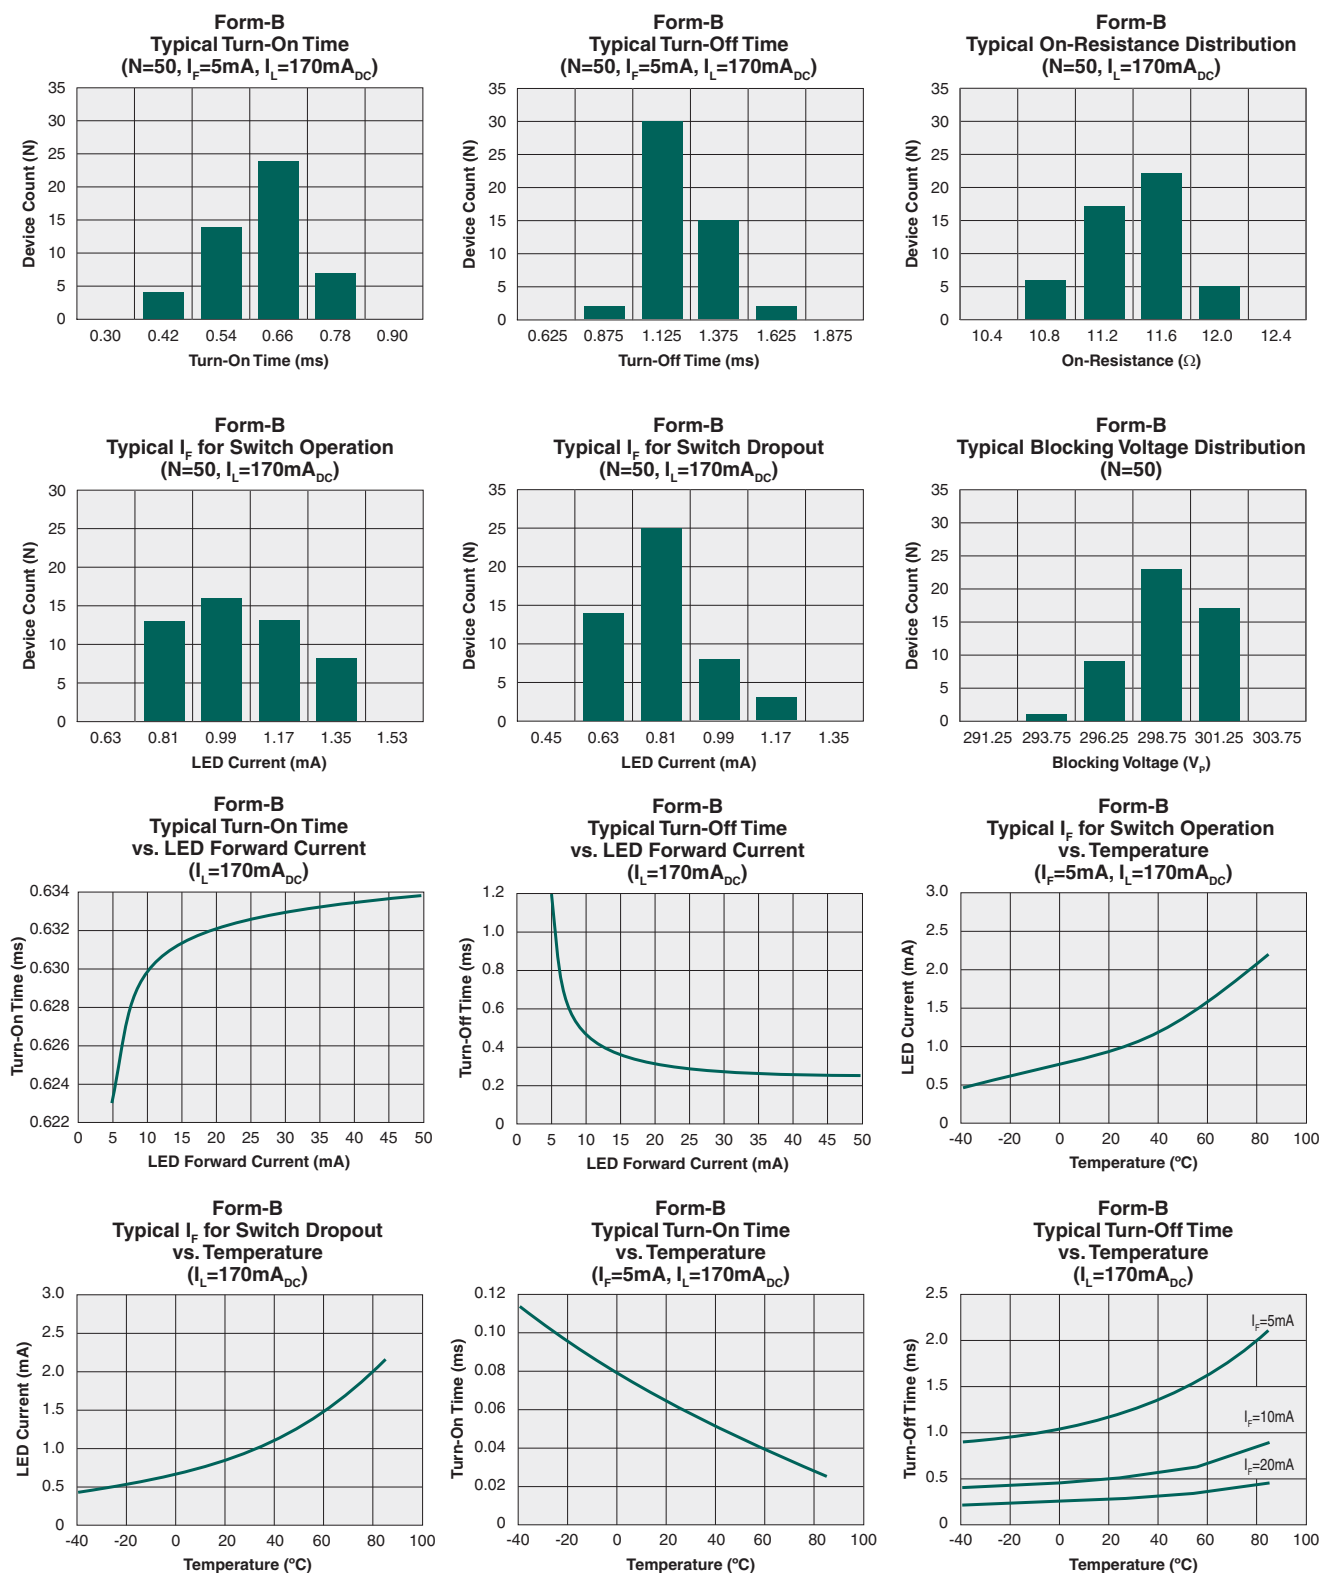 Form-B
Typical Turn-On Time
(N=50, IF=5mA, IL=170mADC)
35
30
25
20
15
10
5
0
Device Count (N)
0.30 0.42 0.54 0.66 0.78 0.90
Turn-On Time (ms)
Form-B
Typical Turn-Off Time
(N=50, IF=5mA, IL=170mADC)
35
30
25
20
15
10
5
0
Device Count (N)
0.625 0.875 1.125 1.375 1.625 1.875
Turn-Off Time (ms)
Form-B
Typical On-Resistance Distribution
(N=50, IL=170mADC)
35
30
25
20
15
10
5
0
Device Count (N)
10.4 10.8 11.2 11.6 12.0 12.4
On-Resistance (Ω)
Form-B
Typical IF for Switch Operation
(N=50, IL=170mADC)
30
25
20
15
10
5
0
Device Count (N)
0.63 0.81 0.99 1.17 1.35 1.53
LED Current (mA)
Form-B
Typical IF for Switch Dropout
(N=50, IL=170mADC)
35
30
25
20
15
10
5
0
Device Count (N)
0.45 0.63 0.81 0.99 1.17 1.35
LED Current (mA)
Form-B
Typical Blocking Voltage Distribution
(N=50)
35
30
25
20
15
10
5
0
Device Count (N)
291.25 293.75 296.25 298.75 301.25 303.75
Blocking Voltage (VP)
Form-B
Typical Turn-On Time
vs. LED Forward Current
(IL=170mADC)
0.634
0.632
0.630
0.628
0.626
0.624
0.622
Turn-On Time (ms)
0 5 10 15 20 25 30 35 40 45 50
LED Forward Current (mA)
Form-B
Typical Turn-Off Time
vs. LED Forward Current
(IL=170mADC)
1.2
1.0
0.8
0.6
0.4
0.2
0
Turn-Off Time (ms)
0 5 10 15 20 25 30 35 40 45 50
LED Forward Current (mA)
Form-B
Typical IF for Switch Operation
vs. Temperature
(IF=5mA, IL=170mADC)
3.0
2.5
2.0
1.5
1.0
0.5
0
LED Current (mA)
-40 -20 0 20 40 60 80 100
Temperature (ºC)
Form-B
Typical IF for Switch Dropout
vs. Temperature
(IL=170mADC)
3.0
2.5
2.0
1.5
1.0
0.5
0
LED Current (mA)
-40 -20 0 20 40 60 80 100
Temperature (ºC)
Form-B
Typical Turn-On Time
vs. Temperature
(IF=5mA, IL=170mADC)
0.12
0.10
0.08
0.06
0.04
0.02
0
Turn-On Time (ms)
-40 -20 0 20 40 60 80 100
Temperature (ºC)
Form-B
Typical Turn-Off Time
vs. Temperature
(IL=170mADC)
2.5
2.0
1.5
1.0
0.5
0
Turn-Off Time (ms)
IF=5mA
IF=10mA
IF=20mA
-40 -20 0 20 40 60 80 100
Temperature (ºC)